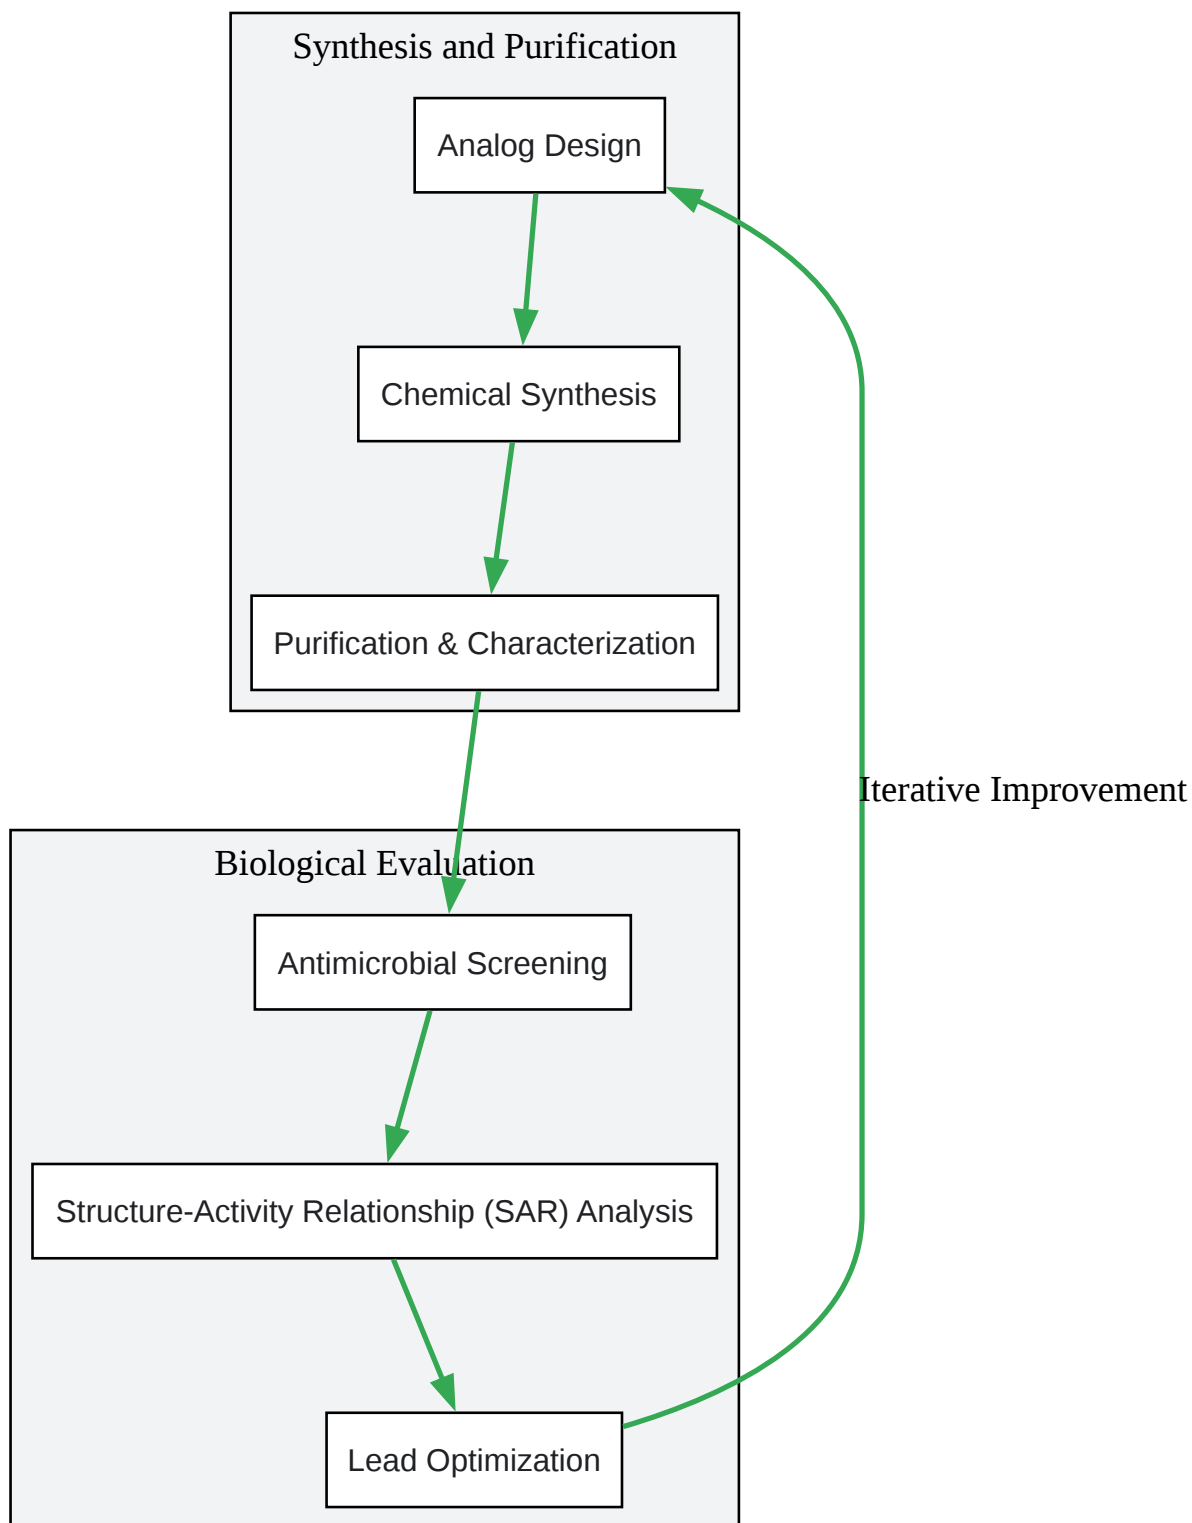 Synthesis and Purification
Analog Design
Chemical Synthesis
Purification & Characterization
Iterative Improvement
Biological Evaluation
Antimicrobial Screening
Structure-Activity Relationship (SAR) Analysis
Lead Optimization